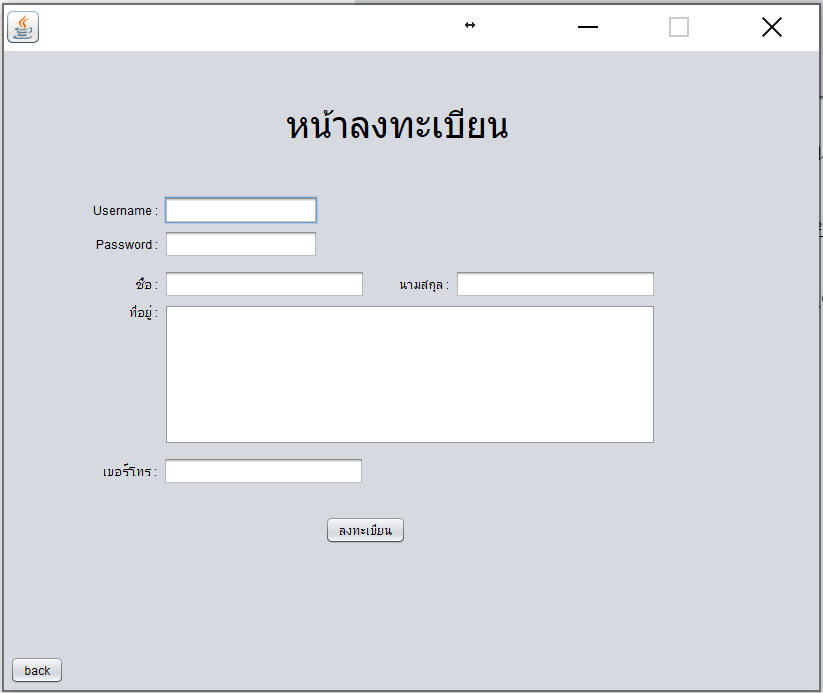 หน้าลงทะเบียน
Username :
Password :
ชื่อ : นามสกุล :
ที่อยู่ :
เบอร์โทร :
ลงทะเบียน
back